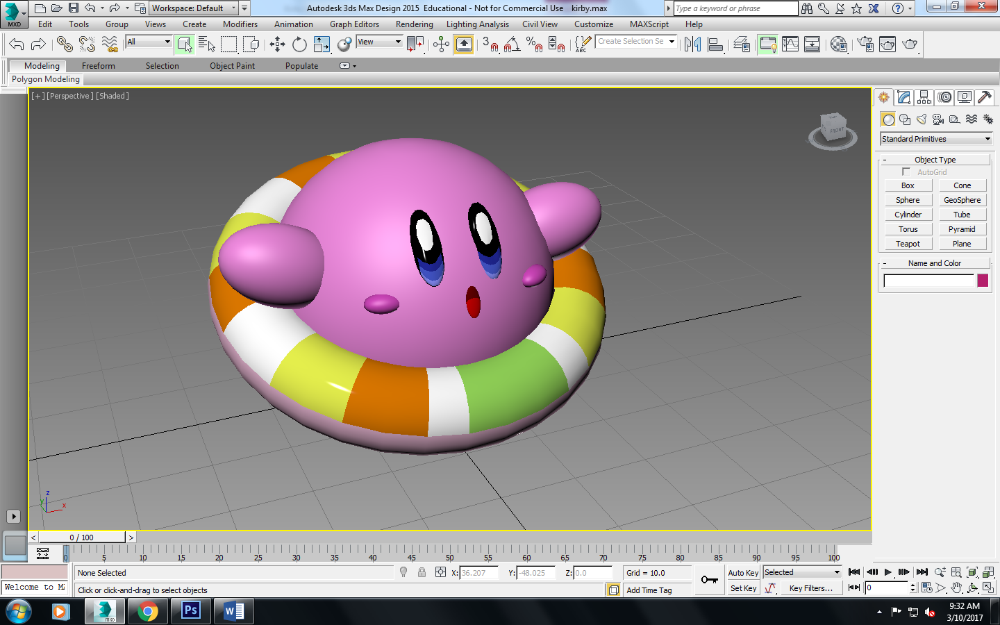 Workspace: Default
Autodesk 3ds Max Design 2015 Educational - Not for Commercial Use kirby.max
Type a keyword or phrase
MXD
Edit Tools Group Views Create Modifiers Animation Graph Editors Rendering Lighting Analysis Civil View Customize MAXScript Help
All
View
3
ABC
Create Selection Se
Modeling Freeform Selection Object Paint Populate
Polygon Modeling
[+] [Perspective ] [Shaded ]
FRONT
Standard Primitives
- Object Type
AutoGrid
Box Cone
Sphere GeoSphere
Cylinder Tube
Torus Pyramid
Teapot Plane
- Name and Color
z
y
x
< 0 / 100 >
0 5 10 15 20 25 30 35 40 45 50 55 60 65 70 75 80 85 90 95 100
None Selected
X: 36.207 Y: -48.025 Z: 0.0
Grid = 10.0
Auto Key
Selected
Welcome to MA
Click or click-and-drag to select objects
Add Time Tag
Set Key
Key Filters...
0
MXD
Ps
W
9:32 AM
3/10/2017